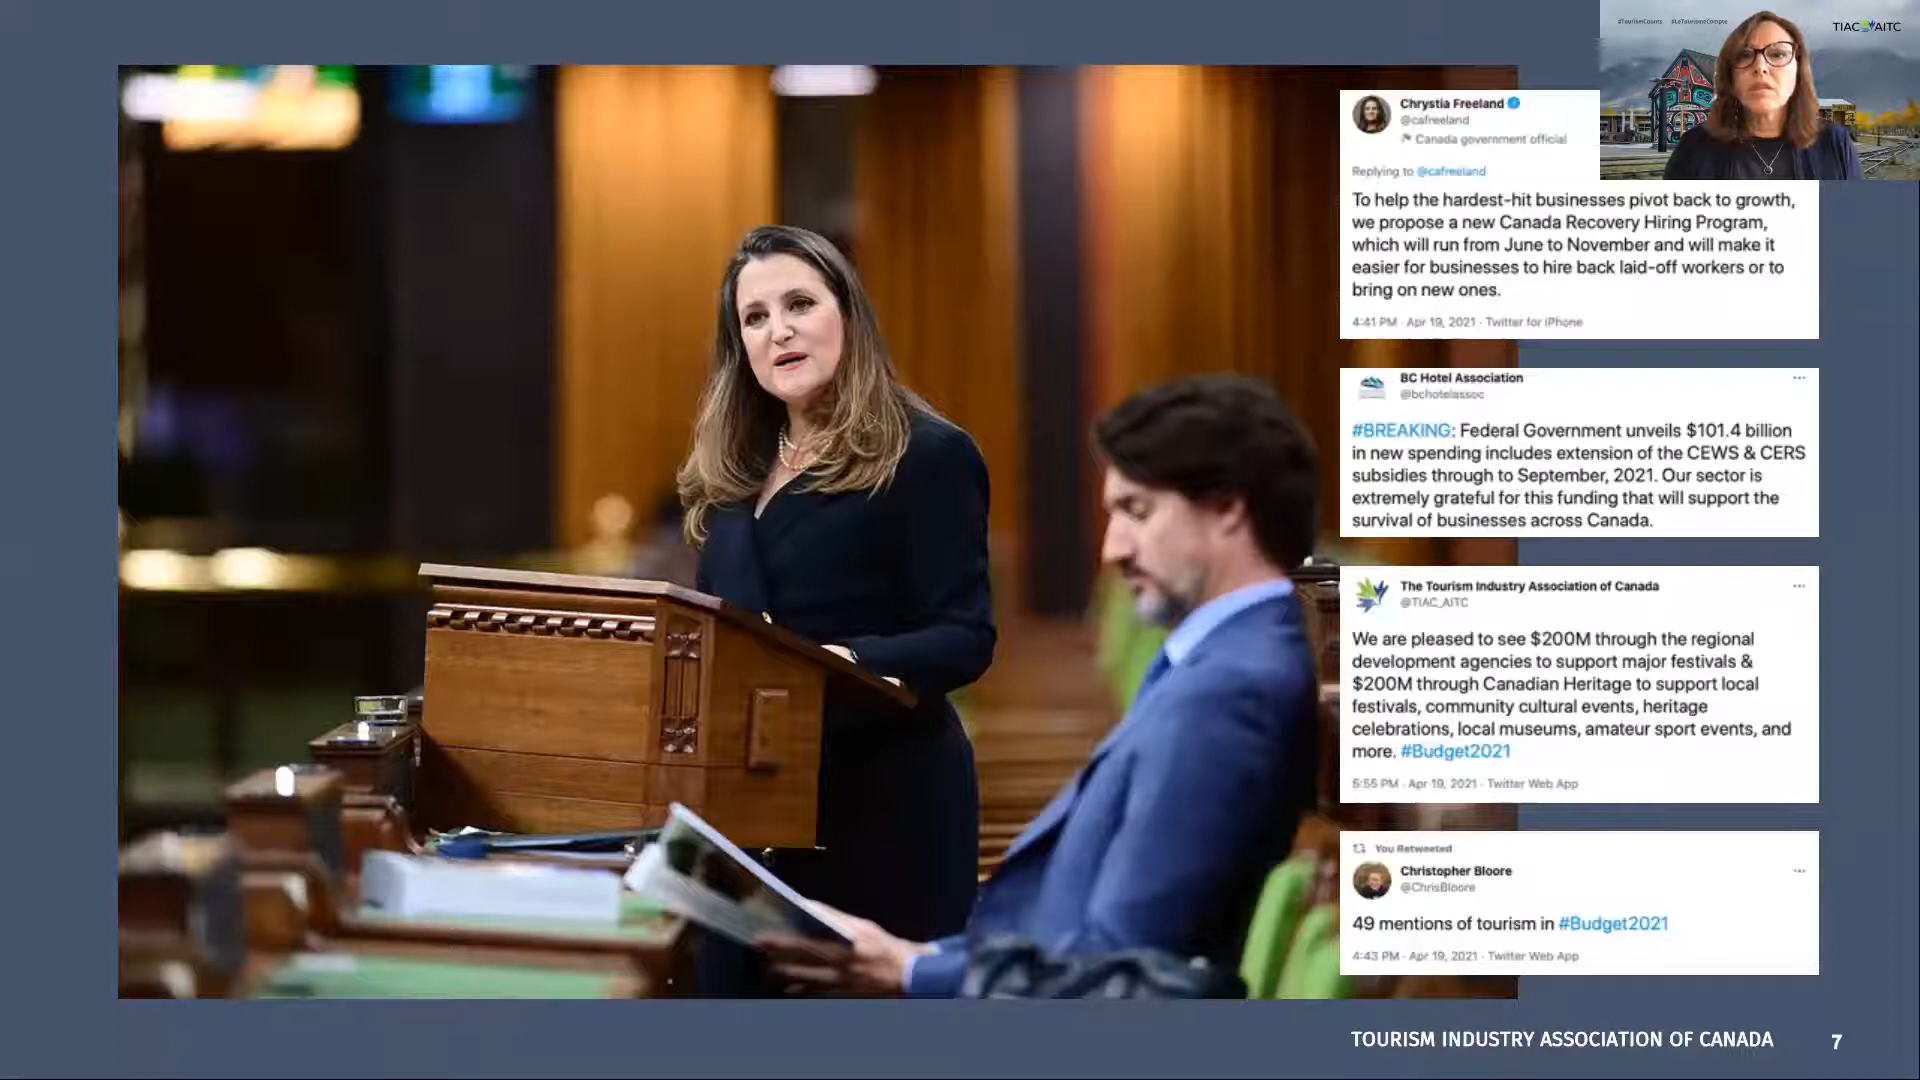 #TourismCounts #LeTourismeCompte
TIAC AITC
Chrystia Freeland
@cafreeland
Canada government official
Replying to @cafreeland
To help the hardest-hit businesses pivot back to growth,
we propose a new Canada Recovery Hiring Program,
which will run from June to November and will make it
easier for businesses to hire back laid-off workers or to
bring on new ones.
4:41 PM · Apr 19, 2021 · Twitter for iPhone
BC Hotel Association
@bchotelassoc
#BREAKING: Federal Government unveils $101.4 billion
in new spending includes extension of the CEWS & CERS
subsidies through to September, 2021. Our sector is
extremely grateful for this funding that will support the
survival of businesses across Canada.
The Tourism Industry Association of Canada
@TIAC_AITC
We are pleased to see $200M through the regional
development agencies to support major festivals &
$200M through Canadian Heritage to support local
festivals, community cultural events, heritage
celebrations, local museums, amateur sport events, and
more. #Budget2021
5:55 PM · Apr 19, 2021 · Twitter Web App
You Retweeted
Christopher Bloore
@ChrisBloore
49 mentions of tourism in #Budget2021
4:43 PM · Apr 19, 2021 · Twitter Web App
TOURISM INDUSTRY ASSOCIATION OF CANADA 7